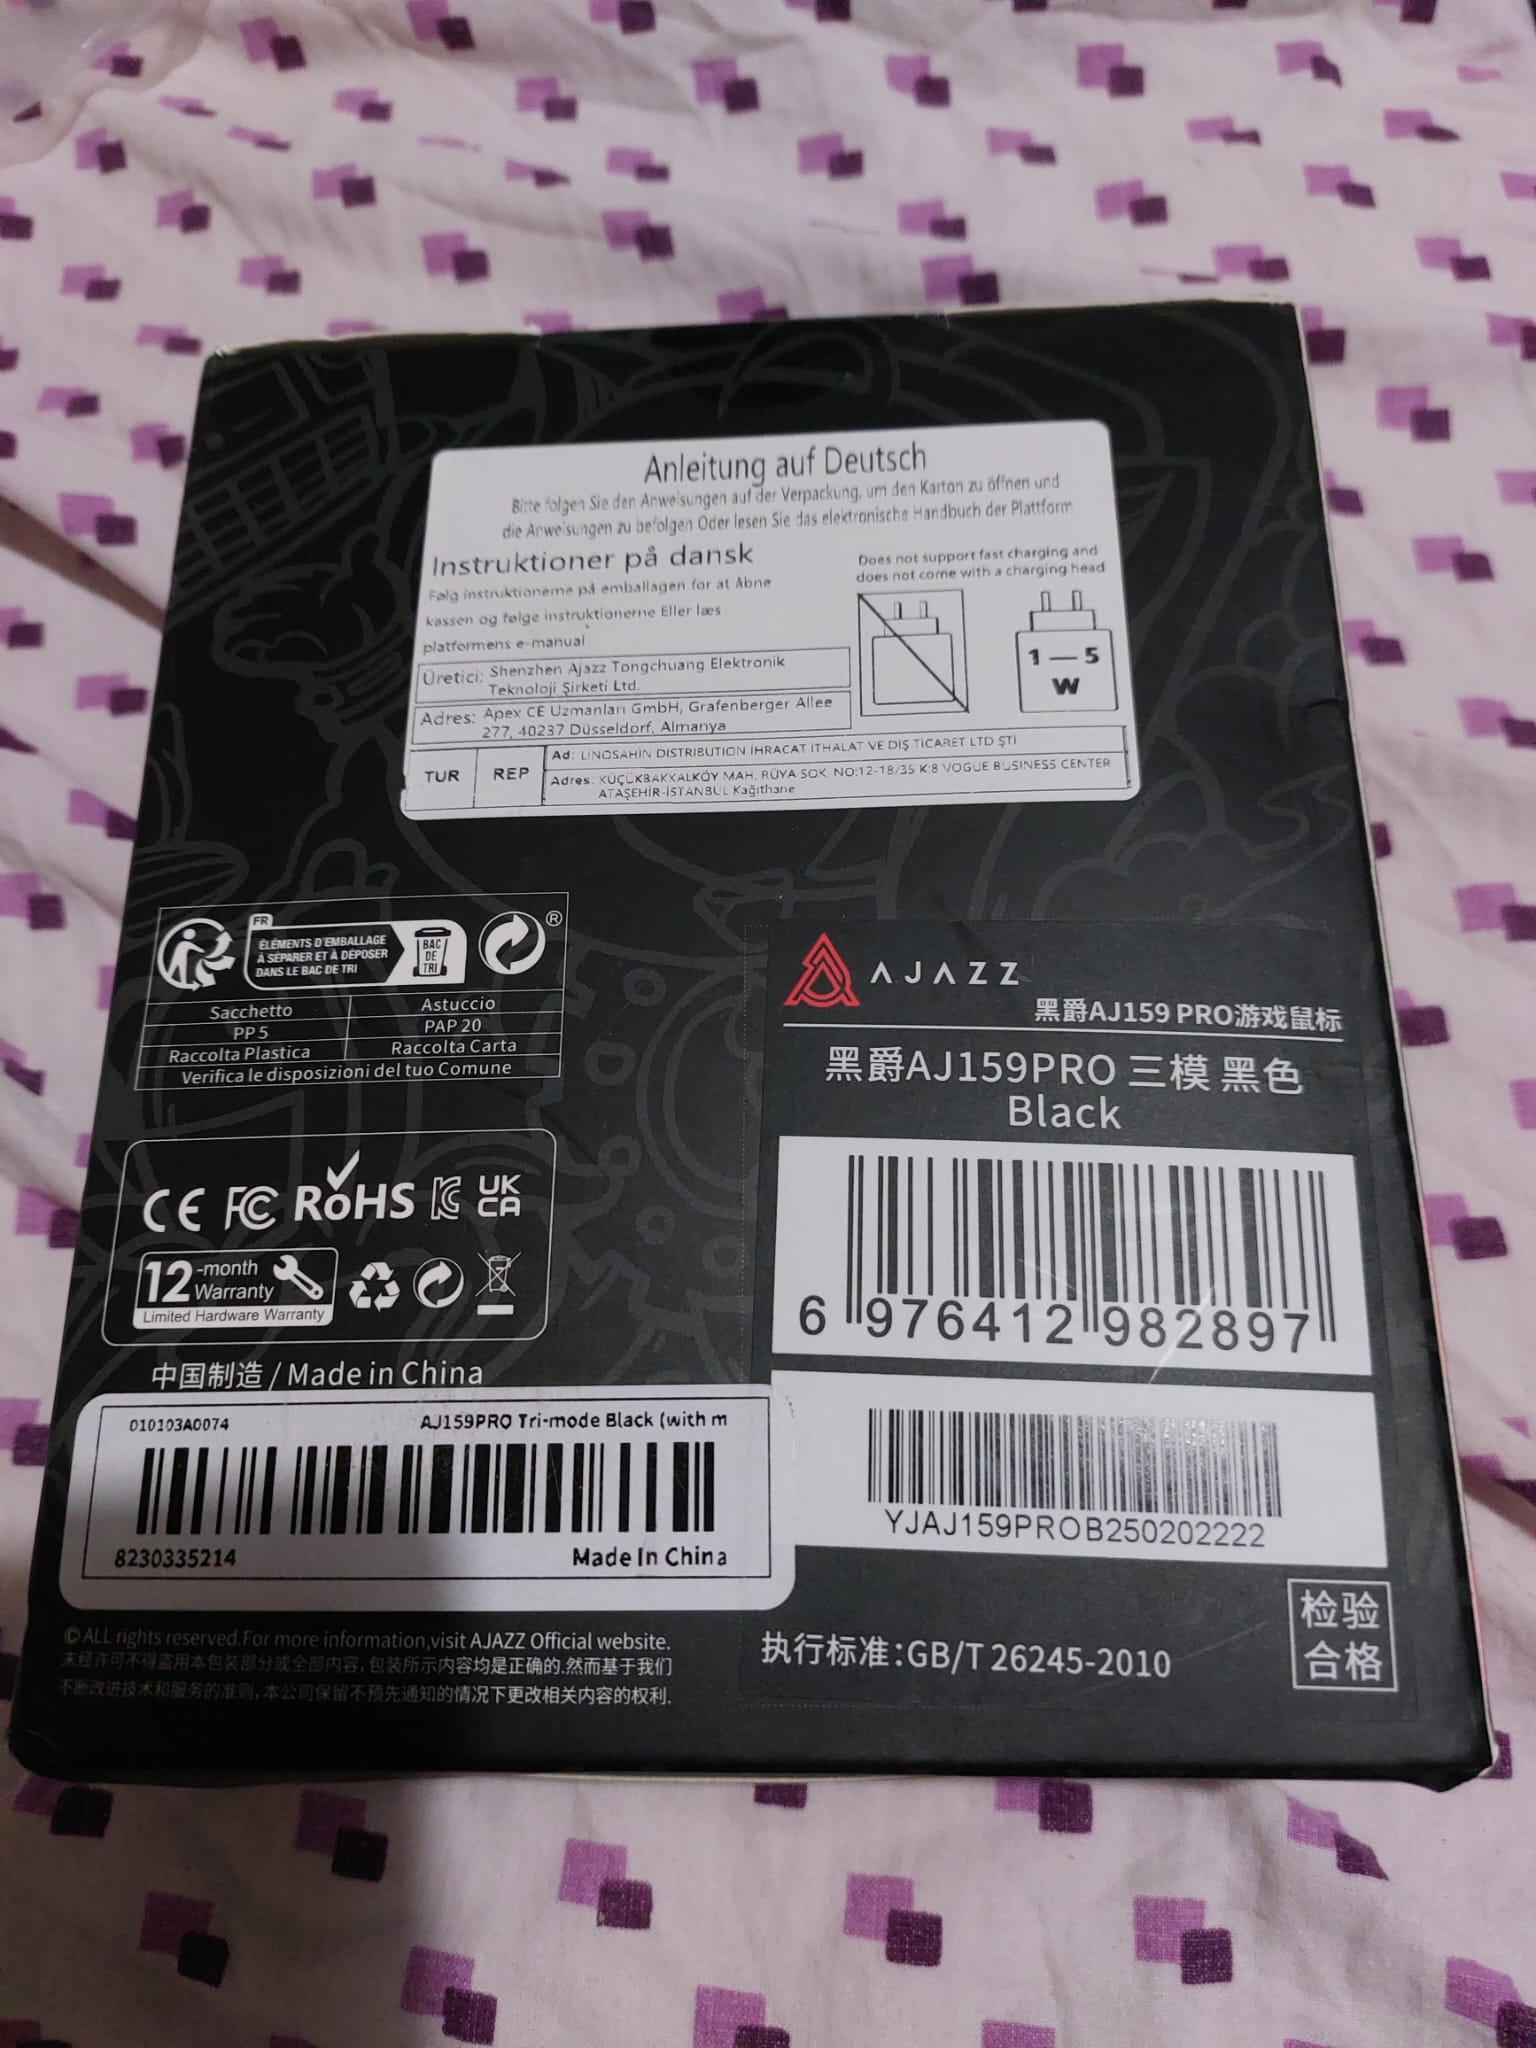 Anleitung auf Deutsch
Bitte folgen Sie den Anweisungen auf der Verpackung, um den Karton zu öffnen und
die Anweisungen zu befolgen Oder lesen Sie das elektronische Handbuch der Plattform
Instruktioner på dansk
Følg instruktionerne på emballagen for at Åbne
kassen og følge instruktionerne Eller læs
platformens e-manual
Does not support fast charging and
does not come with a charging head
1 — 5
W
Üretici: Shenzhen Ajazz Tongchuang Elektronik
Teknoloji Şirketi Ltd.
Adres: Apex CE Uzmanları GmbH, Grafenberger Allee
277, 40237 Düsseldorf, Almanya
TUR REP
Ad: LINOSAHIN DISTRIBUTION İHRACAT İTHALAT VE DIŞ TICARET LTD ŞTİ
Adres: KÜÇÜKBAKKALKÖY MAH. RÜYA SOK. NO:12-18/35 K:8 VOGUE BUSINESS CENTER
ATAŞEHİR-İSTANBUL Kağıthane
FR
ÉLÉMENTS D'EMBALLAGE
À SÉPARER ET À DÉPOSER
DANS LE BAC DE TRI
BAC
DE
TRI
®
Sacchetto Astuccio
PP 5 PAP 20
Raccolta Plastica Raccolta Carta
Verifica le disposizioni del tuo Comune
AJAZZ
黑爵AJ159 PRO游戏鼠标
黑爵AJ159PRO 三模 黑色
Black
6 976412 982897
CE FC RoHS KC UK
CA
12-month
Warranty
Limited Hardware Warranty
中国制造 / Made in China
010103A0074 AJ159PRO Tri-mode Black (with m
8230335214 Made In China
YJAJ159PROB250202222
©ALL rights reserved.For more information,visit AJAZZ Official website.
未经许可不得盗用本包装部分或全部内容,包装所示内容均是正确的.然而基于我们
不断改进技术和服务的准则,本公司保留不预先通知的情况下更改相关内容的权利.
执行标准:GB/T 26245-2010
检验
合格